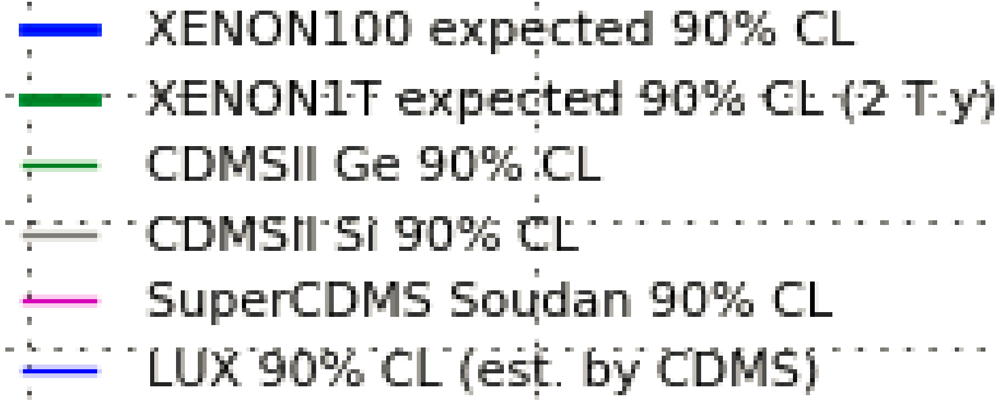 XENON100 expected 90% CL
XENON1T expected 90% CL (2 T.y)
CDMSII Ge 90% CL
CDMSII Si 90% CL
SuperCDMS Soudan 90% CL
LUX 90% CL (est. by CDMS)